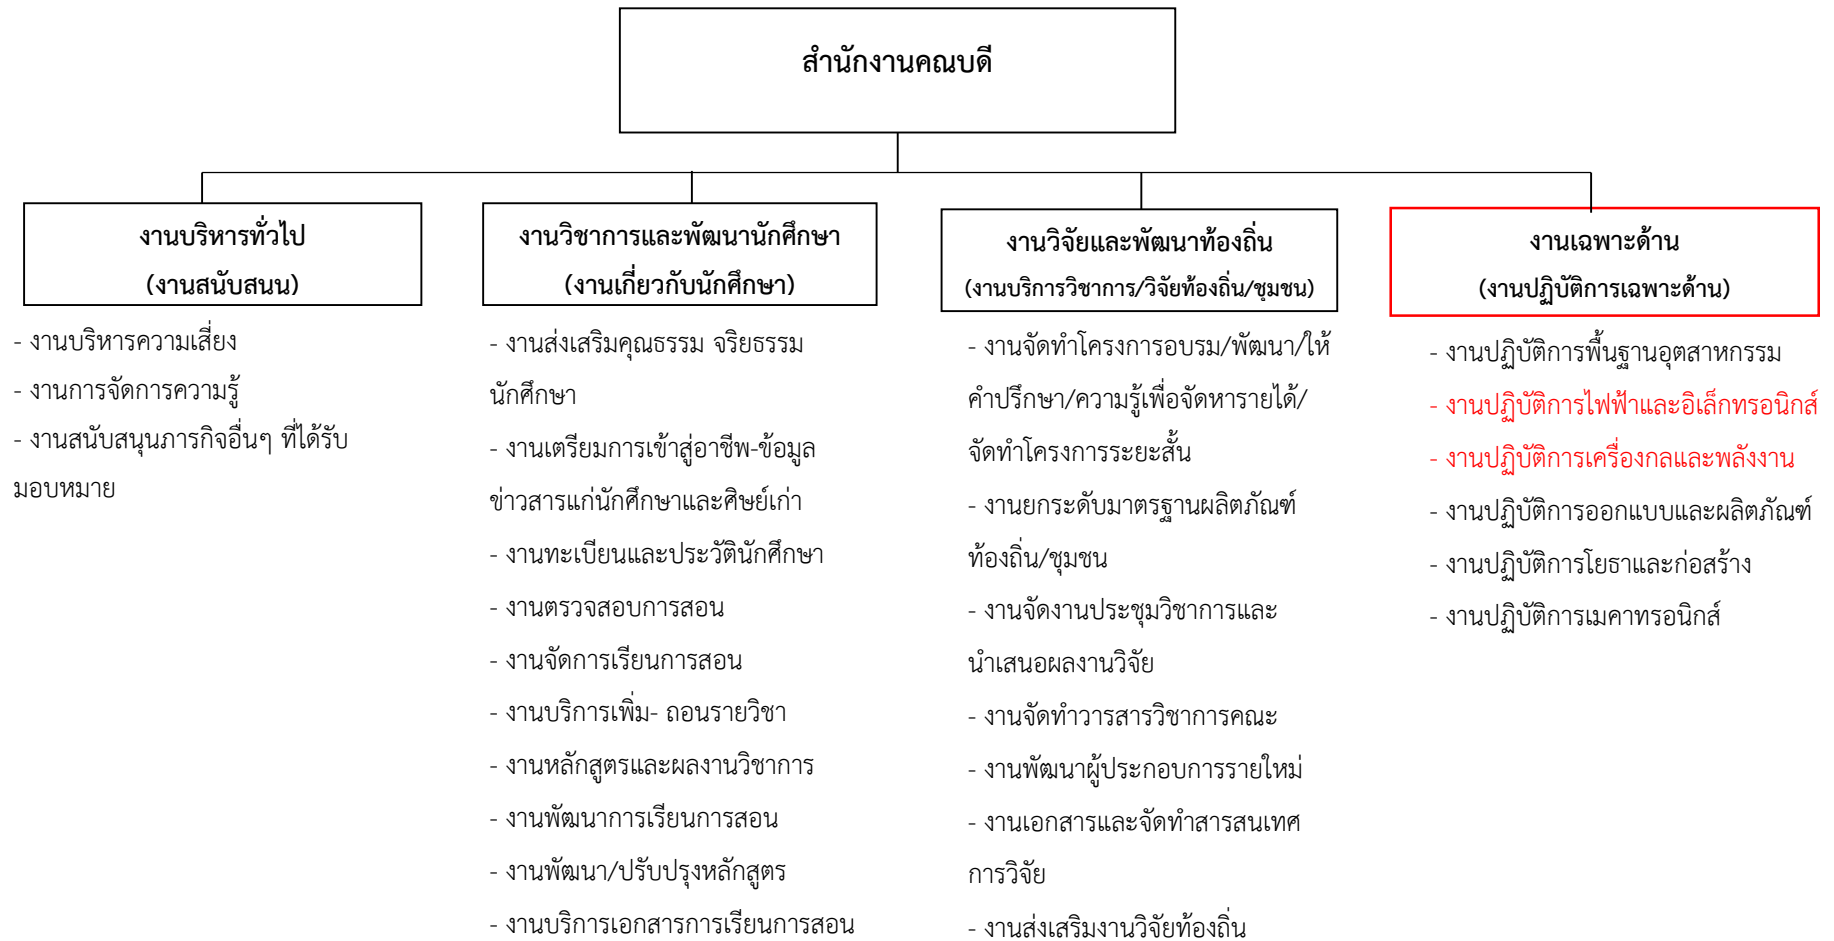 สำนักงานคณบดี
งานบริหารทั่วไป
(งานสนับสนน)
- งานบริหารความเสี่ยง
- งานการจัดการความรู้
- งานสนับสนุนภารกิจอื่นๆ ที่ได้รับ
มอบหมาย
งานวิชาการและพัฒนานักศึกษา
(งานเกี่ยวกับนักศึกษา)
- งานส่งเสริมคุณธรรม จริยธรรม
นักศึกษา
- งานเตรียมการเข้าสู่อาชีพ-ข้อมูล
ข่าวสารแก่นักศึกษาและศิษย์เก่า
- งานทะเบียนและประวัตินักศึกษา
- งานตรวจสอบการสอน
- งานจัดการเรียนการสอน
- งานบริการเพิ่ม- ถอนรายวิชา
- งานหลักสูตรและผลงานวิชาการ
- งานพัฒนาการเรียนการสอน
- งานพัฒนา/ปรับปรุงหลักสูตร
- งานบริการเอกสารการเรียนการสอน
งานวิจัยและพัฒนาท้องถิ่น
(งานบริการวิชาการ/วิจัยท้องถิ่น/ชุมชน)
- งานจัดทำโครงการอบรม/พัฒนา/ให้
คำปรึกษา/ความรู้เพื่อจัดหารายได้/
จัดทำโครงการระยะสั้น
- งานยกระดับมาตรฐานผลิตภัณฑ์
ท้องถิ่น/ชุมชน
- งานจัดงานประชุมวิชาการและ
นำเสนอผลงานวิจัย
- งานจัดทำวารสารวิชาการคณะ
- งานพัฒนาผู้ประกอบการรายใหม่
- งานเอกสารและจัดทำสารสนเทศ
การวิจัย
- งานส่งเสริมงานวิจัยท้องถิ่น
งานเฉพาะด้าน
(งานปฏิบัติการเฉพาะด้าน)
- งานปฏิบัติการพื้นฐานอุตสาหกรรม
- งานปฏิบัติการไฟฟ้าและอิเล็กทรอนิกส์
- งานปฏิบัติการเครื่องกลและพลังงาน
- งานปฏิบัติการออกแบบและผลิตภัณฑ์
- งานปฏิบัติการโยธาและก่อสร้าง
- งานปฏิบัติการเมคาทรอนิกส์